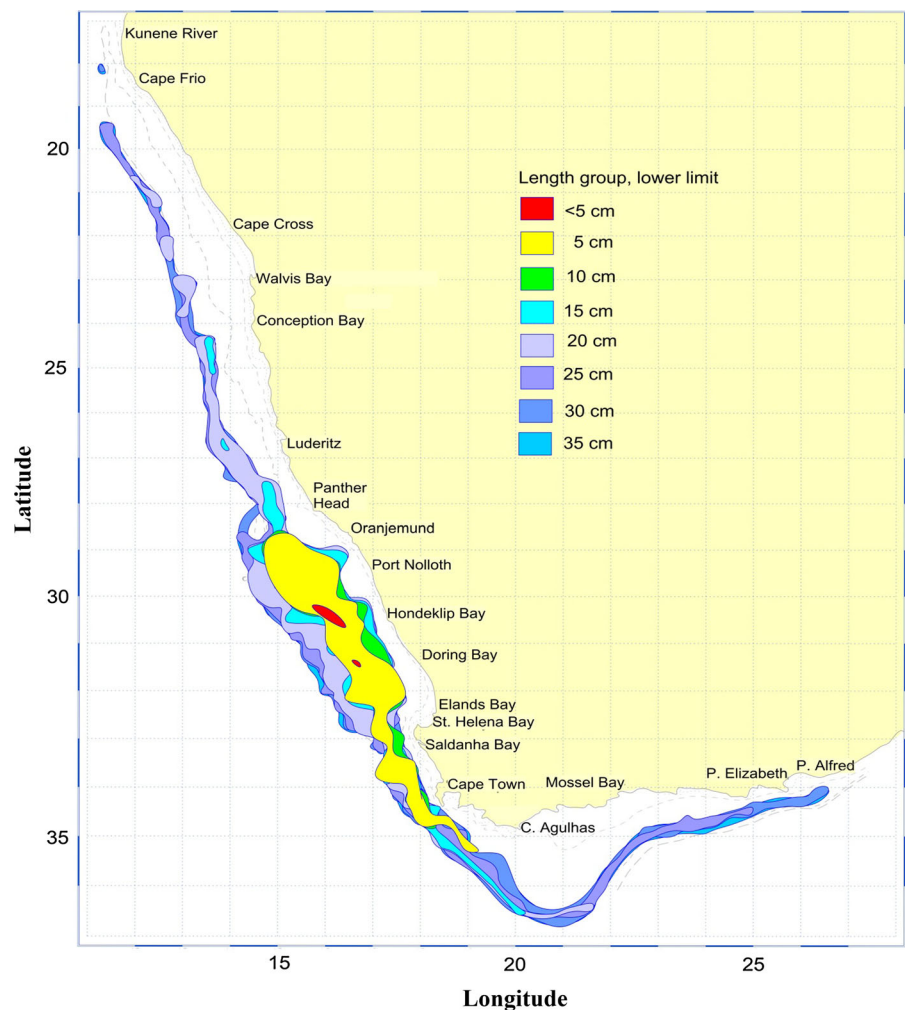 Kunene River
Cape Frio
20
Length group, lower limit
<5 cm
5 cm
10 cm
15 cm
20 cm
25 cm
30 cm
35 cm
Cape Cross
Walvis Bay
Conception Bay
25
Luderitz
Panther
Head
Oranjemund
Port Nolloth
30
Hondeklip Bay
Doring Bay
Elands Bay
St. Helena Bay
Saldanha Bay
Cape Town
Mossel Bay
P. Elizabeth
P. Alfred
C. Agulhas
35
Latitude
15
20
25
Longitude